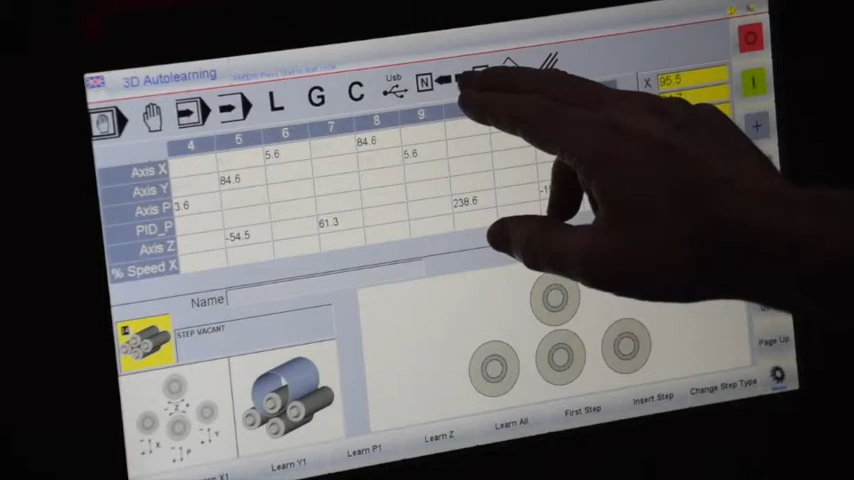 3D Autolearning
L G C Usb N
X 95.5
4 5 6 7 8 9
Axis X 5.6 84.6
Axis Y 84.6 5.6
Axis P 3.6
PID_P 61.3 238.6
Axis Z -54.5
% Speed X
Name
STEP VACANT
Page Up
Learn Y1 Learn P1 Learn Z Learn All First Step Insert Step Change Step Type